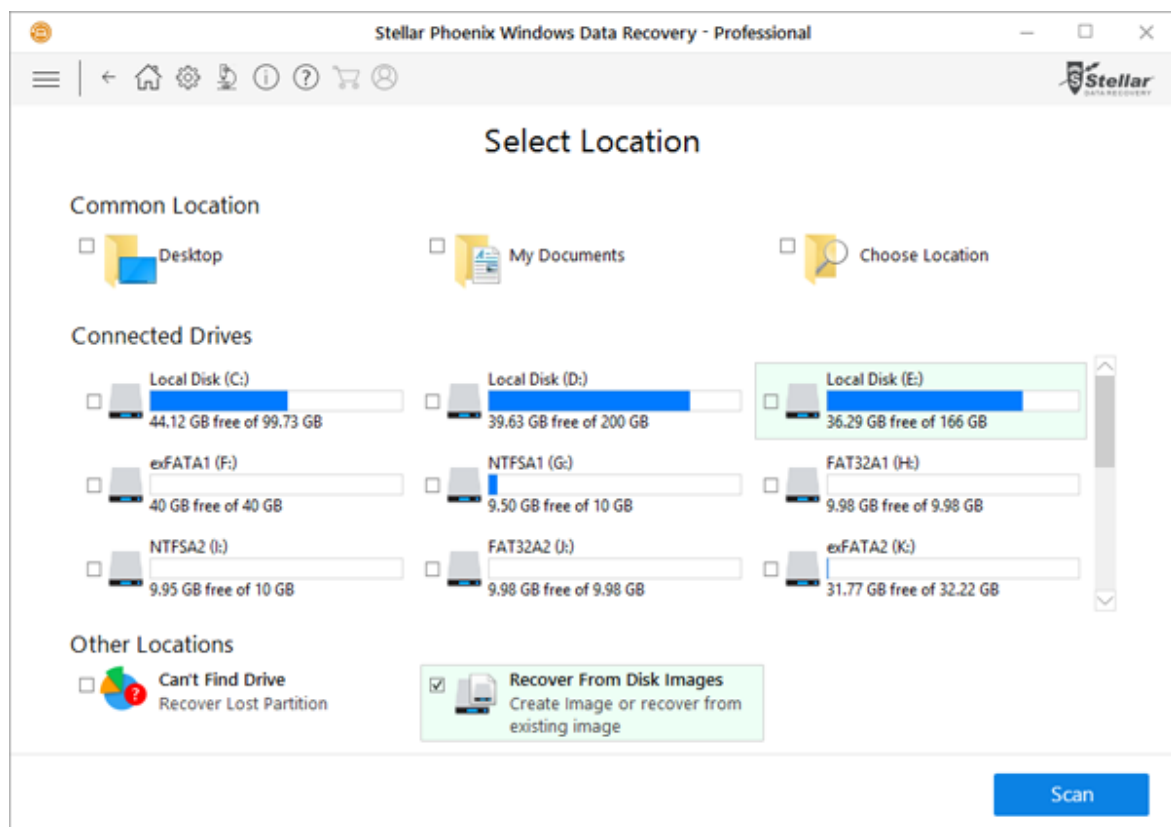 Stellar Phoenix Windows Data Recovery - Professional
Stellar
DATA RECOVERY
Select Location
Common Location
Desktop
My Documents
Choose Location
Connected Drives
Local Disk (C:)
44.12 GB free of 99.73 GB
Local Disk (D:)
39.63 GB free of 200 GB
Local Disk (E:)
36.29 GB free of 166 GB
exFATA1 (F:)
40 GB free of 40 GB
NTFSA1 (G:)
9.50 GB free of 10 GB
FAT32A1 (H:)
9.98 GB free of 9.98 GB
NTFSA2 (I:)
9.95 GB free of 10 GB
FAT32A2 (J:)
9.98 GB free of 9.98 GB
exFATA2 (K:)
31.77 GB free of 32.22 GB
Other Locations
Can't Find Drive
Recover Lost Partition
Recover From Disk Images
Create Image or recover from
existing image
Scan